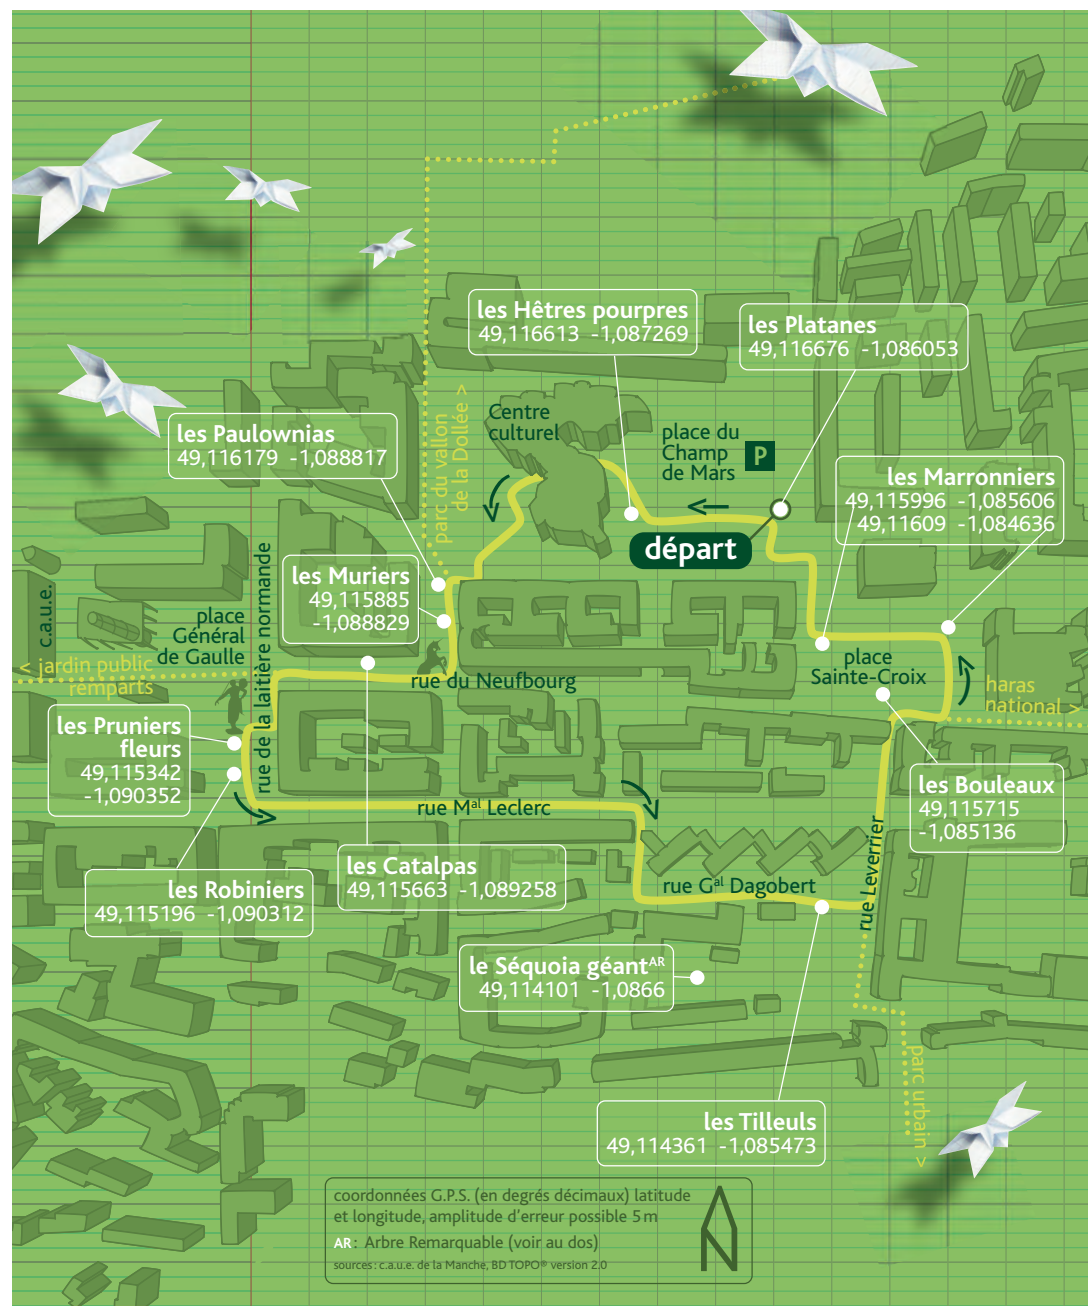 les Hêtres pourpres
49,116613 -1,087269
les Platanes
49,116676 -1,086053
parc du vallon
de la Dollée >
Centre
culturel
place du
Champ
de Mars
P
les Paulownias
49,116179 -1,088817
les Marronniers
49,115996 -1,085606
49,11609 -1,084636
départ
les Muriers
49,115885
-1,088829
c.a.u.e.
place
Général
de Gaulle
rue de la laitière normande
< jardin public
remparts
rue du Neufbourg
place
Sainte-Croix
haras
national >
les Pruniers
fleurs
49,115342
-1,090352
les Bouleaux
49,115715
-1,085136
rue Mal Leclerc
les Catalpas
49,115663 -1,089258
les Robiniers
49,115196 -1,090312
rue Gal Dagobert
rue Leverrier
le Séquoia géantAR
49,114101 -1,0866
parc urbain >
les Tilleuls
49,114361 -1,085473
coordonnées G.P.S. (en degrés décimaux) latitude
et longitude, amplitude d'erreur possible 5 m
AR : Arbre Remarquable (voir au dos)
sources : c.a.u.e. de la Manche, BD TOPO® version 2.0
N